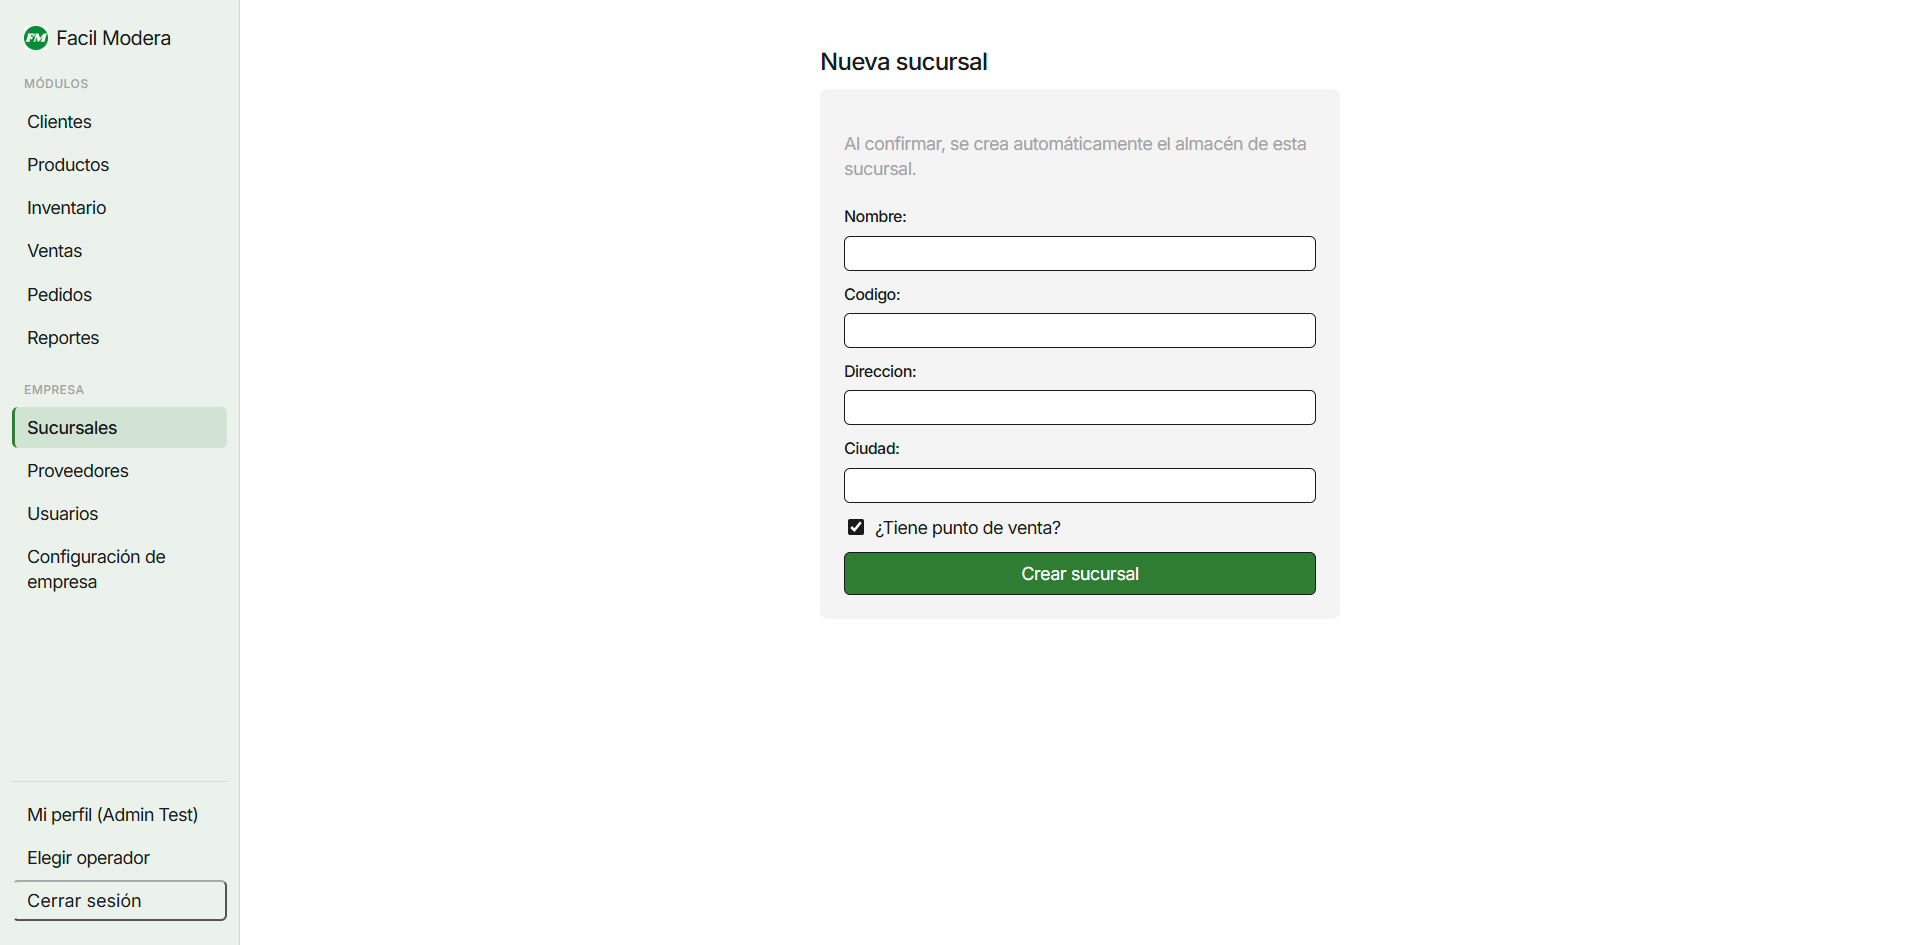 FM Facil Modera
MÓDULOS
Clientes
Productos
Inventario
Ventas
Pedidos
Reportes
EMPRESA
Sucursales
Proveedores
Usuarios
Configuración de
empresa
Mi perfil (Admin Test)
Elegir operador
Cerrar sesión
Nueva sucursal
Al confirmar, se crea automáticamente el almacén de esta
sucursal.
Nombre:
Codigo:
Direccion:
Ciudad:
¿Tiene punto de venta?
Crear sucursal